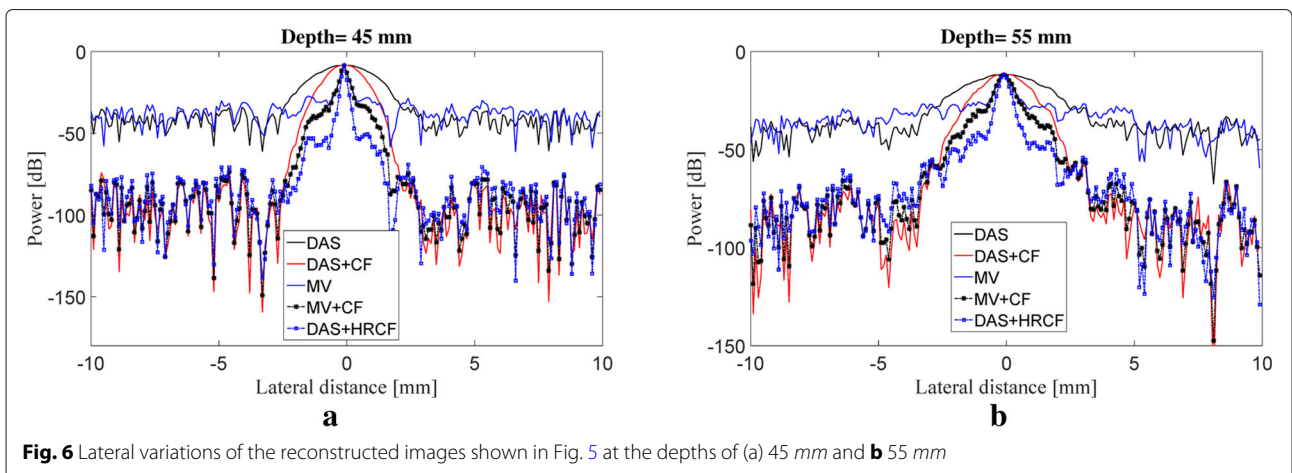 Depth= 45 mm
0
-50
-100
-150
Power [dB]
DAS
DAS+CF
MV
MV+CF
DAS+HRCF
-10 -5 0 5 10
Lateral distance [mm]
a
Depth= 55 mm
0
-50
-100
-150
Power [dB]
DAS
DAS+CF
MV
MV+CF
DAS+HRCF
-10 -5 0 5 10
Lateral distance [mm]
b
Fig. 6 Lateral variations of the reconstructed images shown in Fig. 5 at the depths of (a) 45 mm and b 55 mm